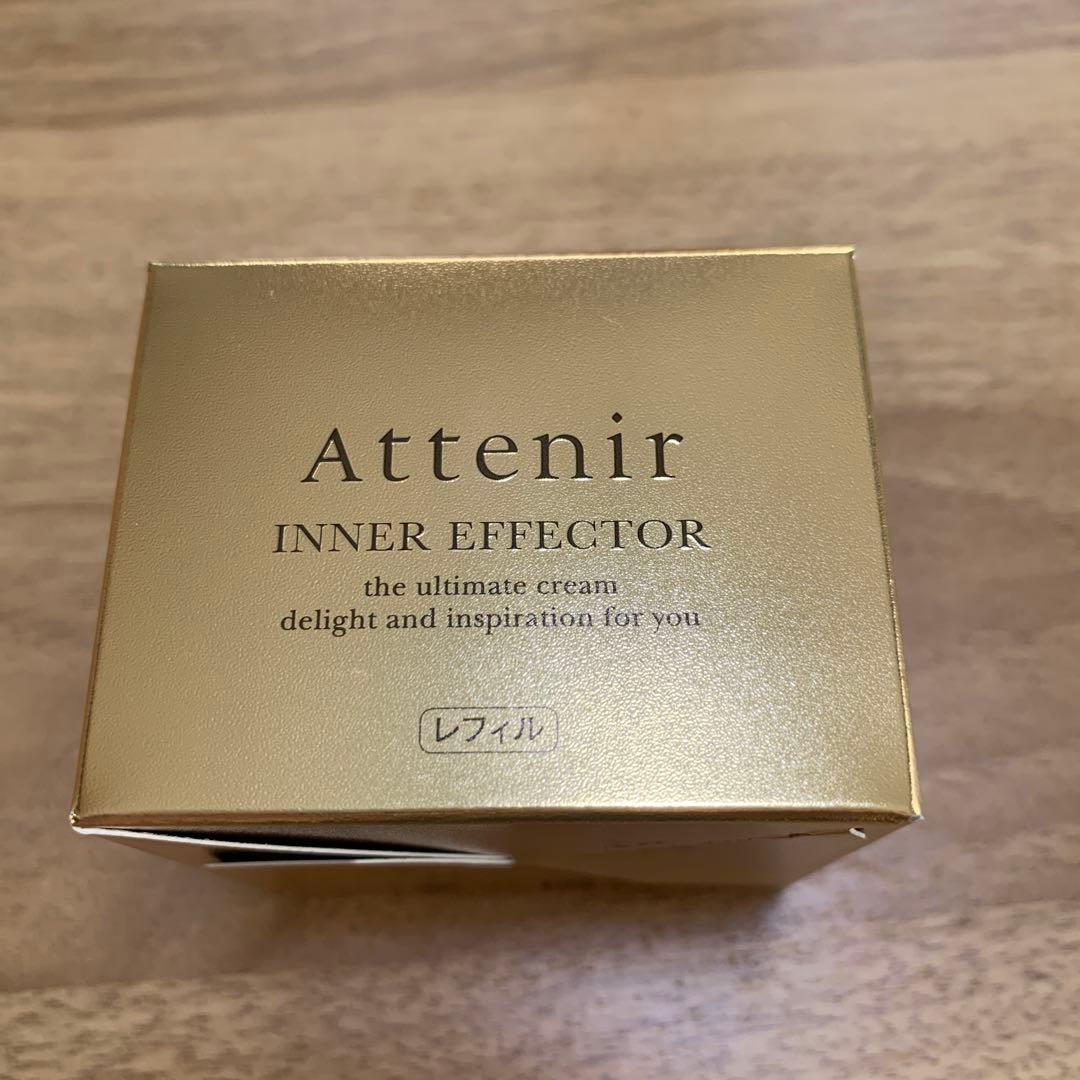 Attenir
INNER EFFECTOR
the ultimate cream
delight and inspiration for you
レフィル